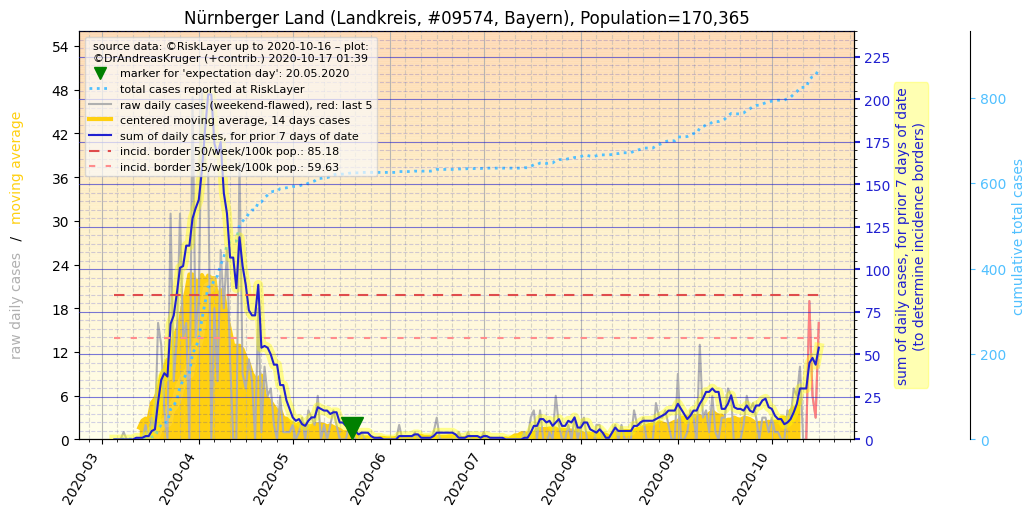 Nürnberger Land (Landkreis, #09574, Bayern), Population=170,365
source data: ©RiskLayer up to 2020-10-16 – plot:
©DrAndreasKruger (+contrib.) 2020-10-17 01:39
marker for 'expectation day': 20.05.2020
total cases reported at RiskLayer
raw daily cases (weekend-flawed), red: last 5
centered moving average, 14 days cases
sum of daily cases, for prior 7 days of date
incid. border 50/week/100k pop.: 85.18
incid. border 35/week/100k pop.: 59.63
raw daily cases / moving average
54
48
42
36
30
24
18
12
6
0
2020-03
2020-04
2020-05
2020-06
2020-07
2020-08
2020-09
2020-10
225
200
175
150
125
100
75
50
25
0
sum of daily cases, for prior 7 days of date
(to determine incidence borders)
800
600
400
200
0
cumulative total cases